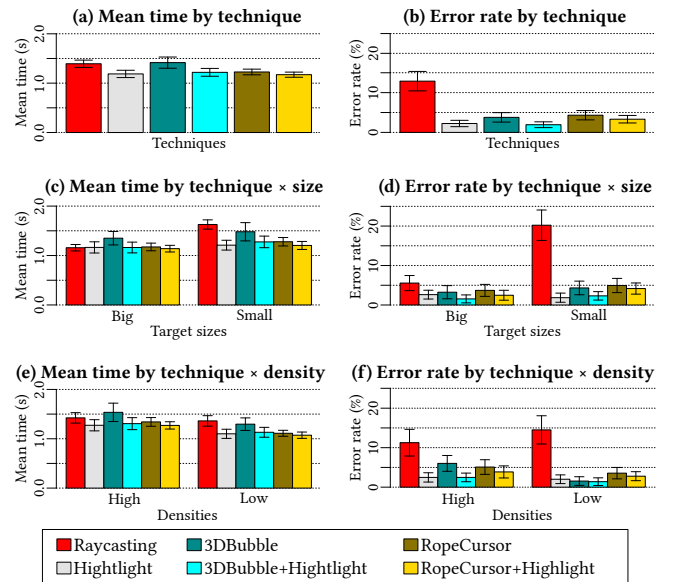 (a) Mean time by technique
Mean time (s)
0.0 1.0 2.0
Techniques
(b) Error rate by technique
Error rate (%)
0 10 20
Techniques
(c) Mean time by technique × size
Mean time (s)
0.0 1.0 2.0
Big Small
Target sizes
(d) Error rate by technique × size
Error rate (%)
0 10 20
Big Small
Target sizes
(e) Mean time by technique × density
Mean time (s)
0.0 1.0 2.0
High Low
Densities
(f) Error rate by technique × density
Error rate (%)
0 10 20
High Low
Densities
Raycasting 3DBubble RopeCursor
Hightlight 3DBubble+Hightlight RopeCursor+Highlight